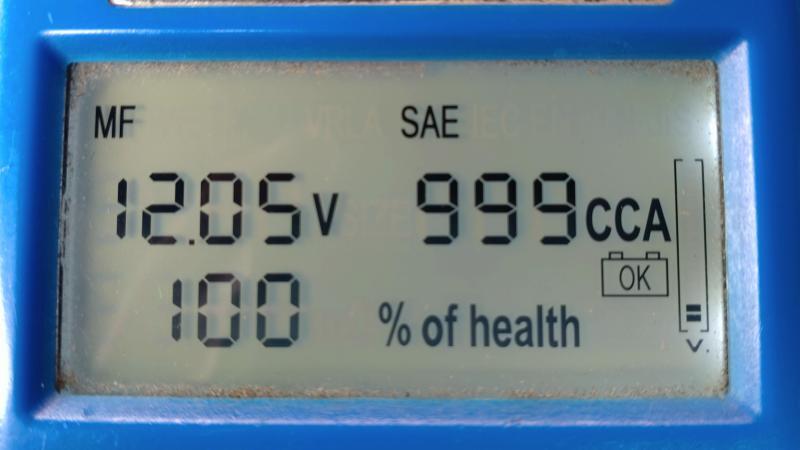 MF SAE
12.05 V 999 CCA
OK
100 % of health
V.